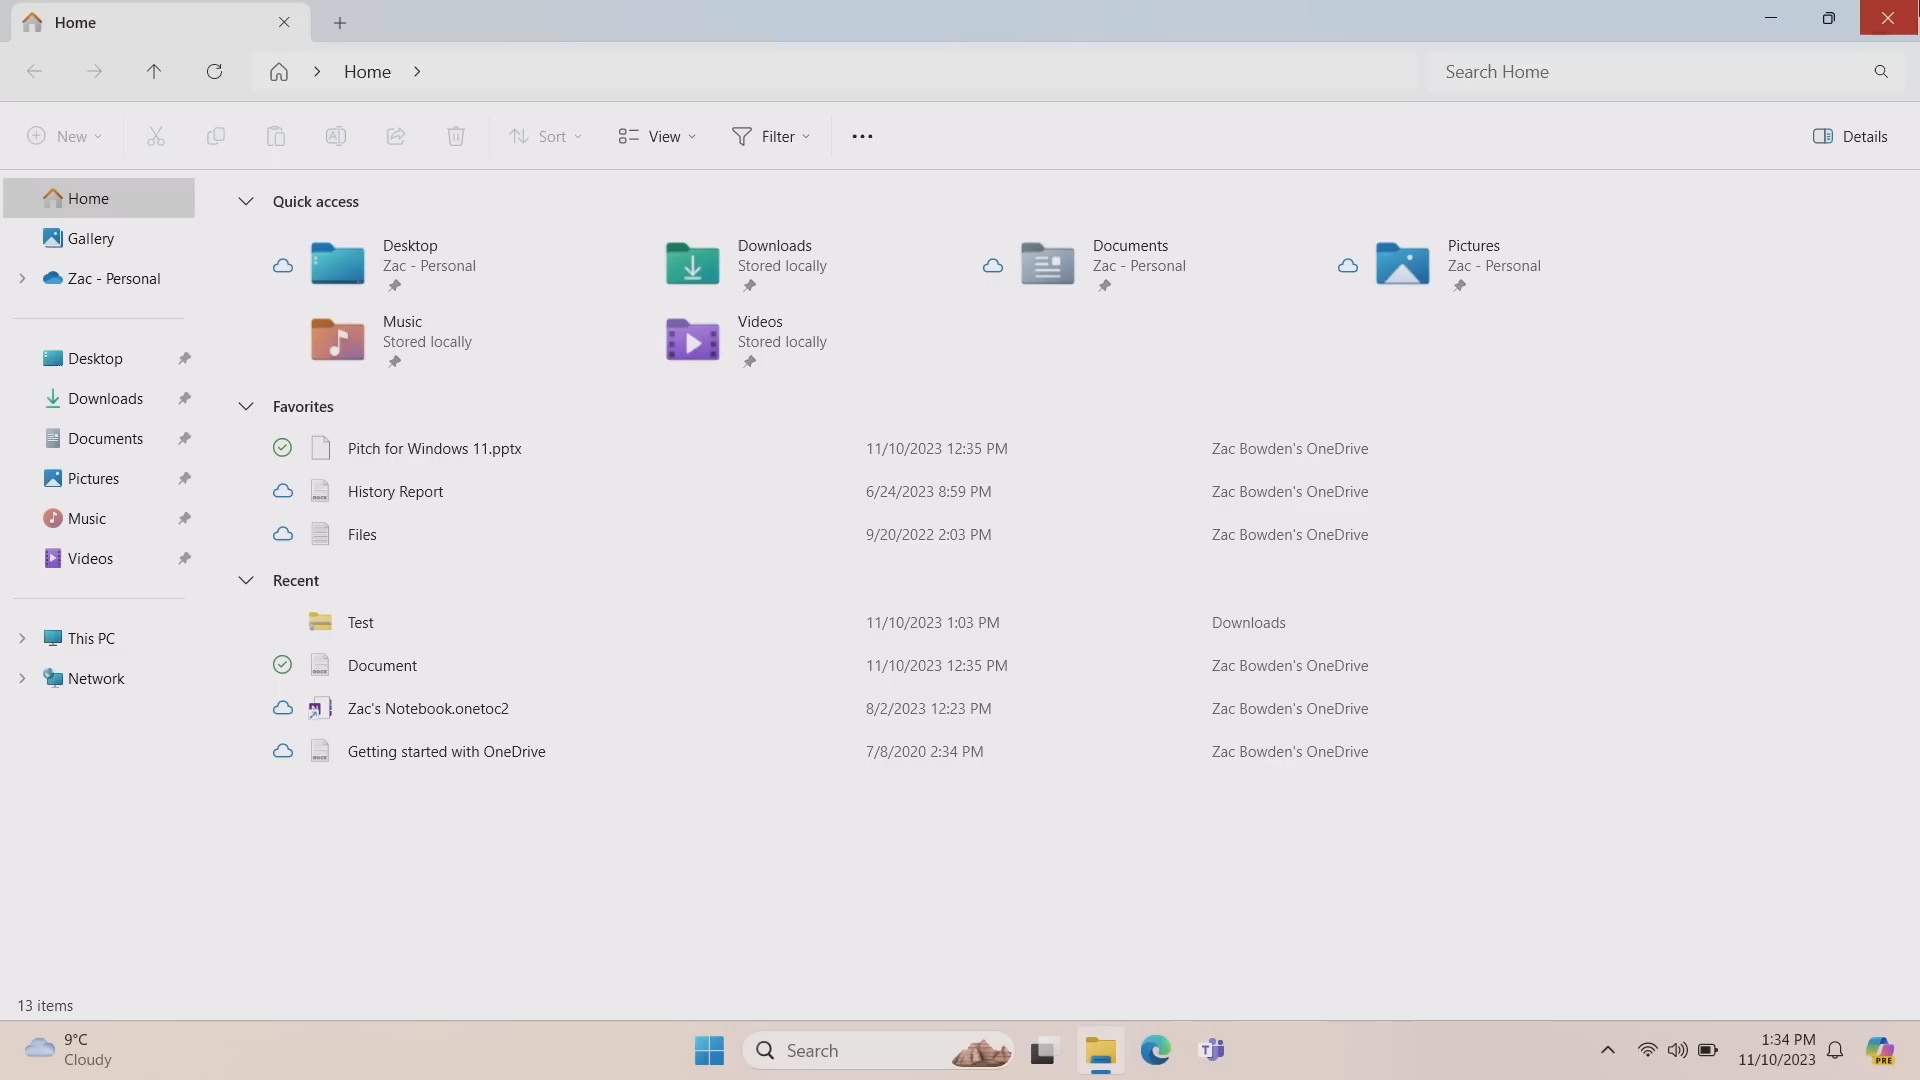 Home
Home
Search Home
New
Sort
View
Filter
Details
Home
Gallery
Zac - Personal
Desktop
Downloads
Documents
Pictures
Music
Videos
This PC
Network
Quick access
Desktop
Zac - Personal
Downloads
Stored locally
Documents
Zac - Personal
Pictures
Zac - Personal
Music
Stored locally
Videos
Stored locally
Favorites
Pitch for Windows 11.pptx 11/10/2023 12:35 PM Zac Bowden's OneDrive
History Report 6/24/2023 8:59 PM Zac Bowden's OneDrive
Files 9/20/2022 2:03 PM Zac Bowden's OneDrive
Recent
Test 11/10/2023 1:03 PM Downloads
Document 11/10/2023 12:35 PM Zac Bowden's OneDrive
Zac's Notebook.onetoc2 8/2/2023 12:23 PM Zac Bowden's OneDrive
Getting started with OneDrive 7/8/2020 2:34 PM Zac Bowden's OneDrive
13 items
9°C
Cloudy
Search
1:34 PM
11/10/2023
PRE